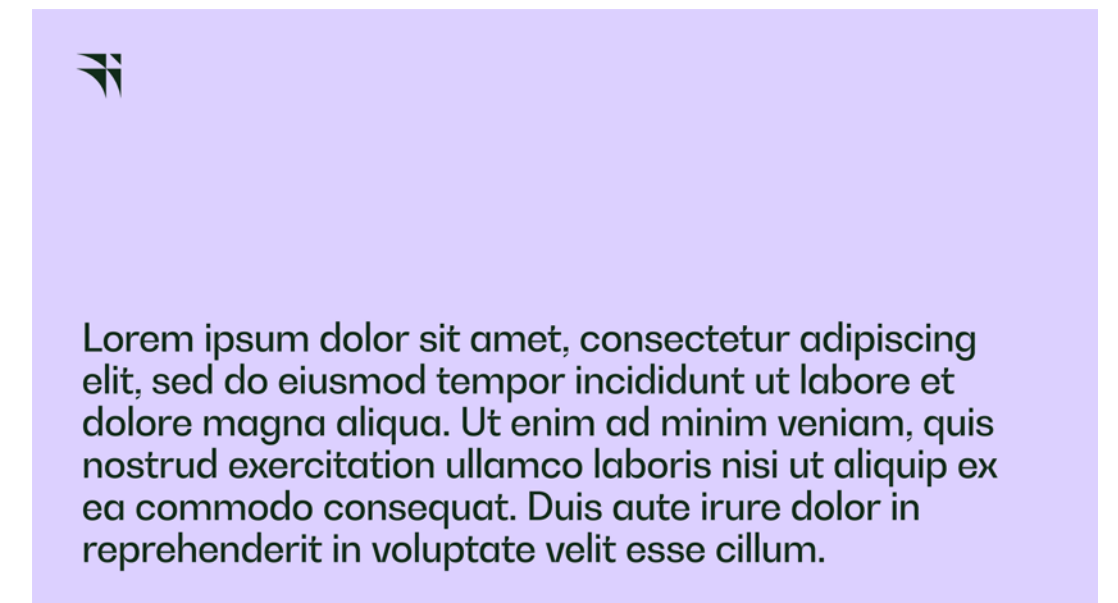 Lorem ipsum dolor sit amet, consectetur adipiscing
elit, sed do eiusmod tempor incididunt ut labore et
dolore magna aliqua. Ut enim ad minim veniam, quis
nostrud exercitation ullamco laboris nisi ut aliquip ex
ea commodo consequat. Duis aute irure dolor in
reprehenderit in voluptate velit esse cillum.